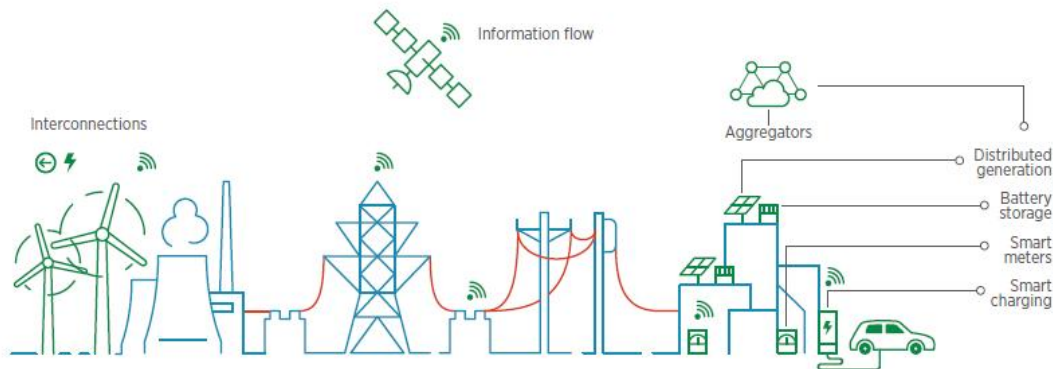 Information flow
Interconnections
Aggregators
Distributed
generation
Battery
storage
Smart
meters
Smart
charging